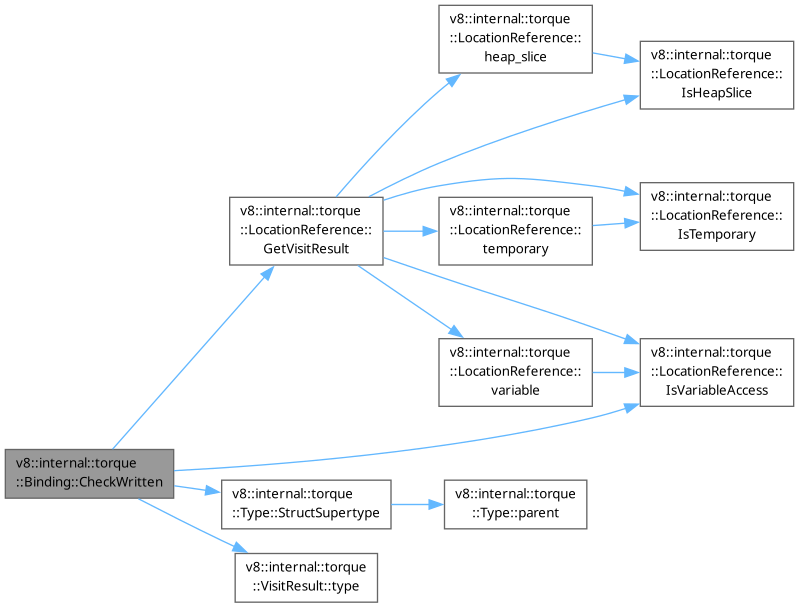 v8::internal::torque
::LocationReference::
heap_slice
v8::internal::torque
::LocationReference::
IsHeapSlice
v8::internal::torque
::LocationReference::
GetVisitResult
v8::internal::torque
::LocationReference::
temporary
v8::internal::torque
::LocationReference::
IsTemporary
v8::internal::torque
::LocationReference::
variable
v8::internal::torque
::LocationReference::
IsVariableAccess
v8::internal::torque
::Binding::CheckWritten
v8::internal::torque
::Type::StructSupertype
v8::internal::torque
::Type::parent
v8::internal::torque
::VisitResult::type